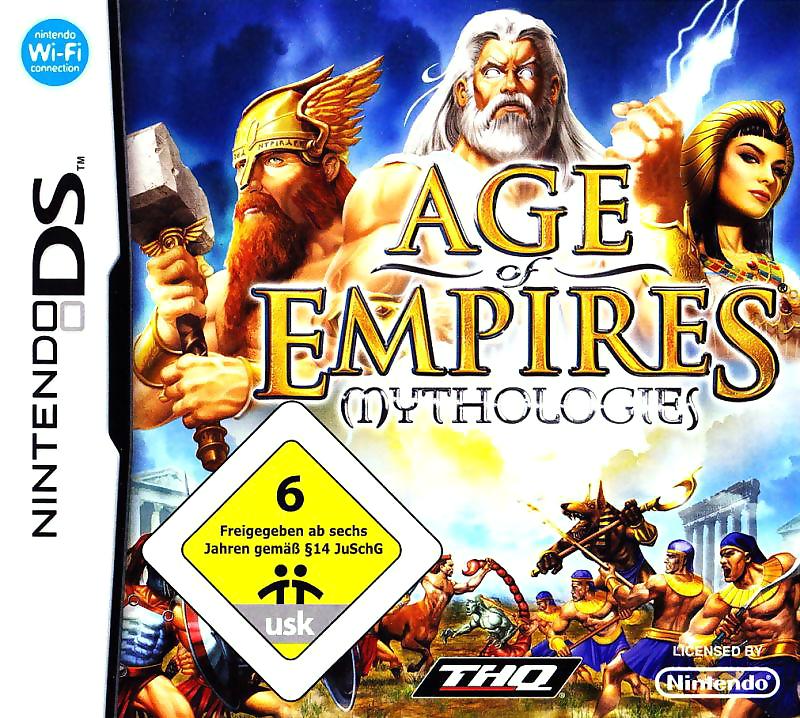 nintendo
Wi-Fi
connection
NINTENDO DS™
AGE
of
EMPIRES®
MYTHOLOGIES
6
Freigegeben ab sechs
Jahren gemäß §14 JuSchG
usk
THQ®
LICENSED BY
Nintendo®